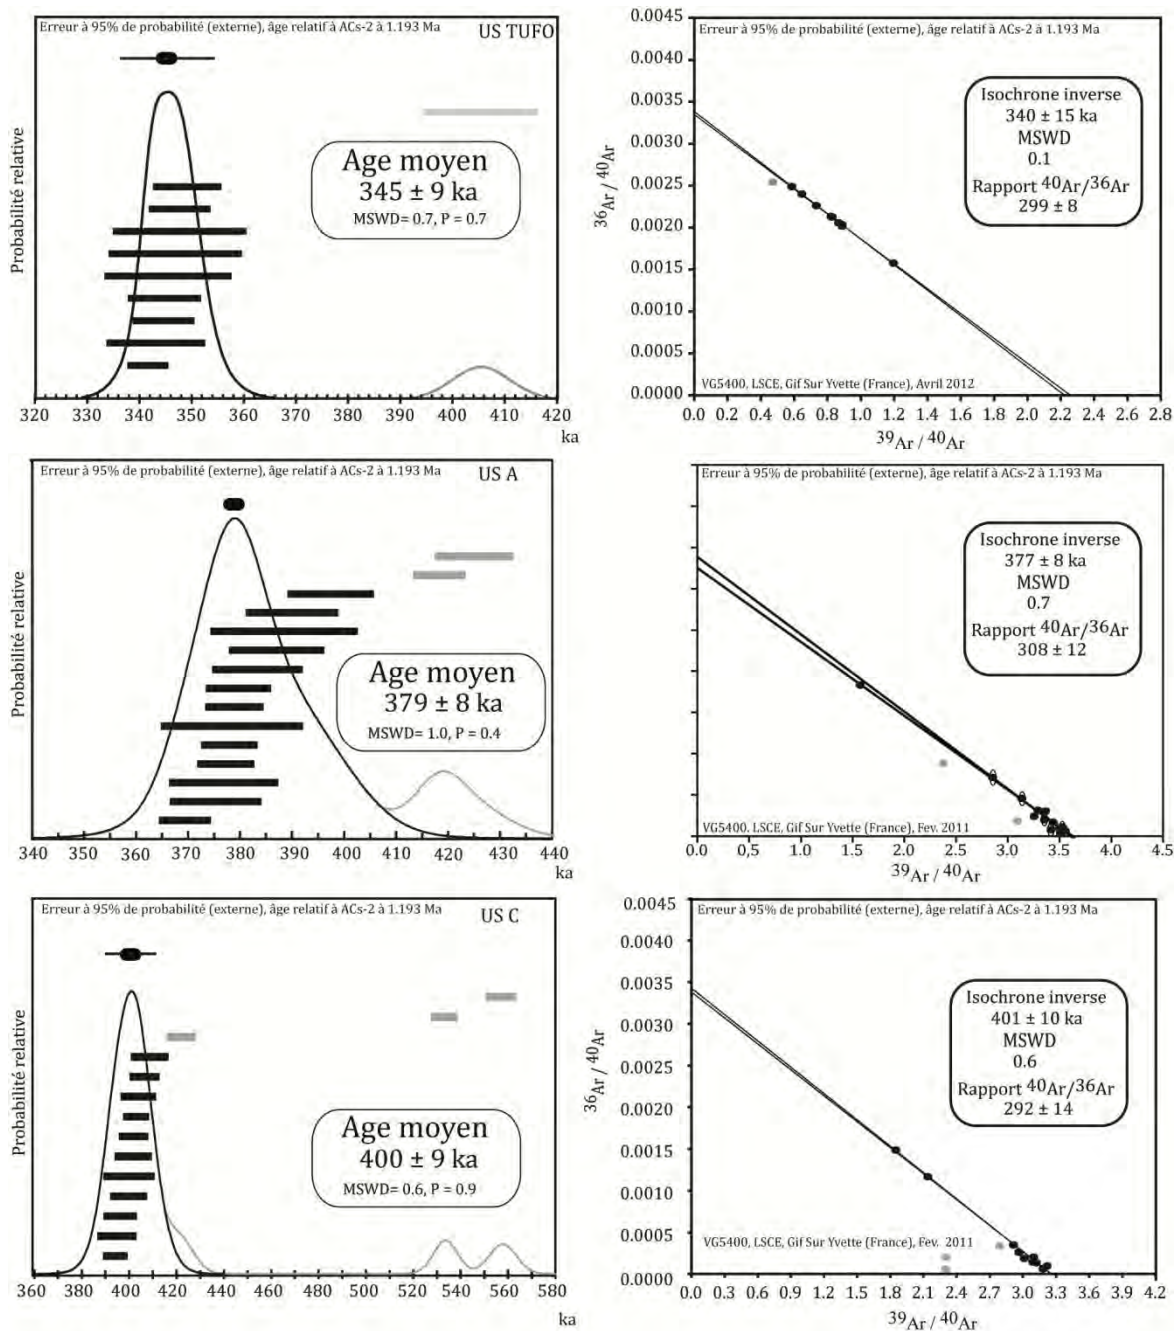 Erreur à 95% de probabilité (externe), âge relatif à ACs-2 à 1.193 Ma
US TUFO
Probabilité relative
Age moyen
345 ± 9 ka
MSWD= 0.7, P = 0.7
320 330 340 350 360 370 380 390 400 410 420
ka
Erreur à 95% de probabilité (externe), âge relatif à ACs-2 à 1.193 Ma
0.0045
0.0040
0.0035
0.0030
0.0025
0.0020
0.0015
0.0010
0.0005
0.0000
36Ar / 40Ar
Isochrone inverse
340 ± 15 ka
MSWD
0.1
Rapport 40Ar/36Ar
299 ± 8
VG5400, LSCE, Gif Sur Yvette (France), Avril 2012
0.0 0.2 0.4 0.6 0.8 1.0 1.2 1.4 1.6 1.8 2.0 2.2 2.4 2.6 2.8
39Ar / 40Ar
Erreur à 95% de probabilité (externe), âge relatif à ACs-2 à 1.193 Ma
US A
Probabilité relative
Age moyen
379 ± 8 ka
MSWD= 1.0, P = 0.4
340 350 360 370 380 390 400 410 420 430 440
ka
Erreur à 95% de probabilité (externe), âge relatif à ACs-2 à 1.193 Ma
Isochrone inverse
377 ± 8 ka
MSWD
0.7
Rapport 40Ar/36Ar
308 ± 12
VG5400, LSCE, Gif Sur Yvette (France), Fev. 2011
0.0 0,5 1.0 1.5 2.0 2.5 3.0 3.5 4.0 4.5
39Ar / 40Ar
Erreur à 95% de probabilité (externe), âge relatif à ACs-2 à 1.193 Ma
US C
Probabilité relative
Age moyen
400 ± 9 ka
MSWD= 0.6, P = 0.9
360 380 400 420 440 460 480 500 520 540 560 580
ka
Erreur à 95% de probabilité (externe), âge relatif à ACs-2 à 1.193 Ma
0.0045
0.0040
0.0035
0.0030
0.0025
0.0020
0.0015
0.0010
0.0005
0.0000
36Ar / 40Ar
Isochrone inverse
401 ± 10 ka
MSWD
0.6
Rapport 40Ar/36Ar
292 ± 14
VG5400, LSCE, Gif Sur Yvette (France), Fev. 2011
0.0 0.3 0.6 0.9 1.2 1.5 1.8 2.1 2.4 2.7 3.0 3.3 3.6 3.9 4.2
39Ar / 40Ar